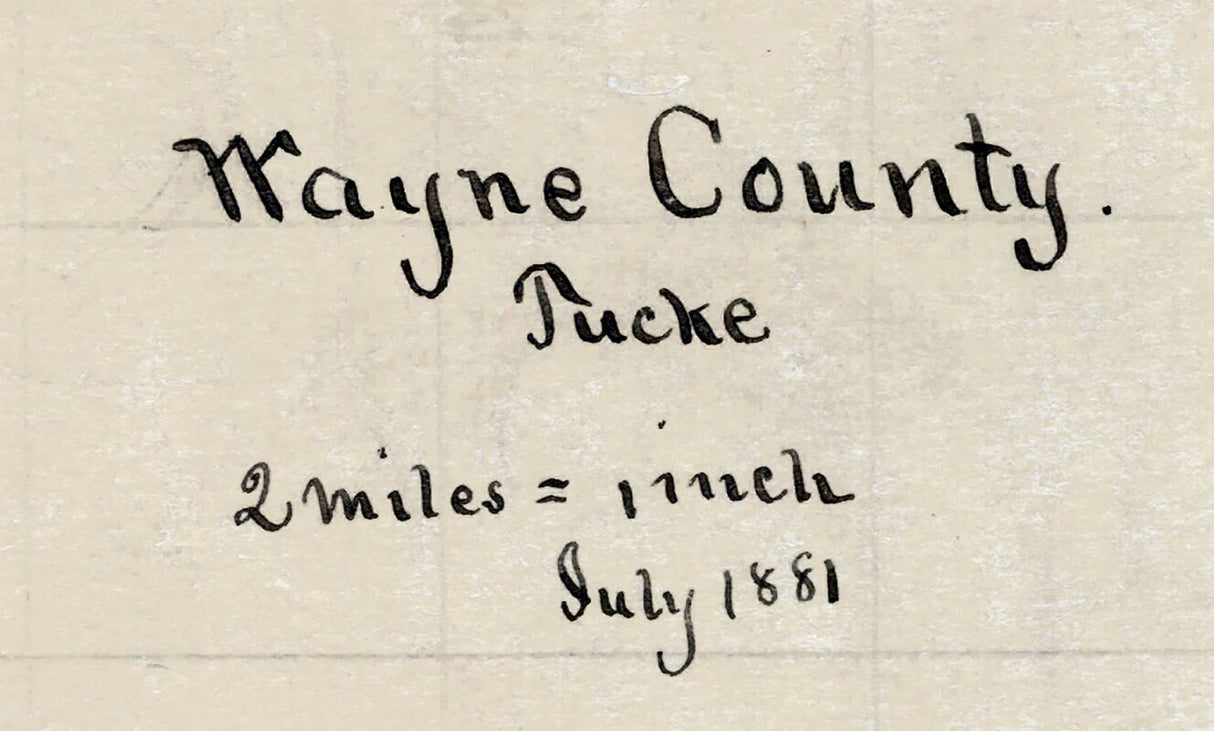 Wayne County.
Tucke
2 miles = 1 inch
July 1881